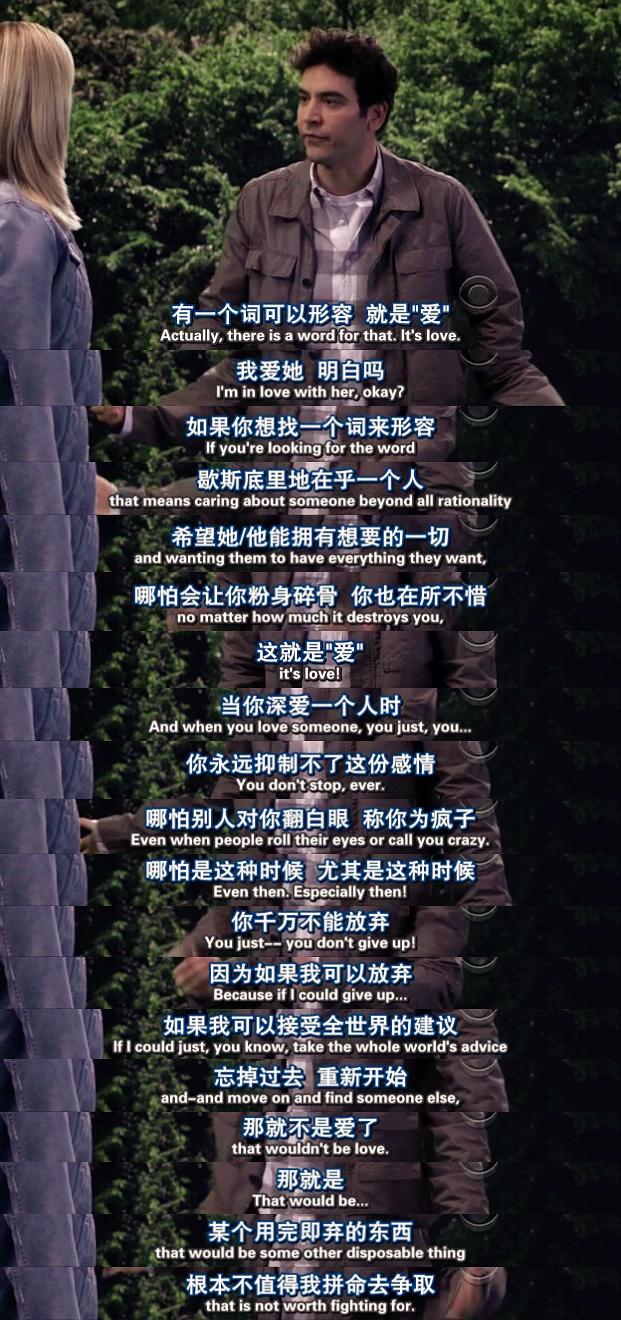 有一个词可以形容 就是"爱"
Actually, there is a word for that. It's love.
我爱她 明白吗
I'm in love with her, okay?
如果你想找一个词来形容
If you're looking for the word
歇斯底里地在乎一个人
that means caring about someone beyond all rationality
希望她/他能拥有想要的一切
and wanting them to have everything they want,
哪怕会让你粉身碎骨 你也在所不惜
no matter how much it destroys you,
这就是"爱"
it's love!
当你深爱一个人时
And when you love someone, you just, you...
你永远抑制不了这份感情
You don't stop, ever.
哪怕别人对你翻白眼 称你为疯子
Even when people roll their eyes or call you crazy.
哪怕是这种时候 尤其是这种时候
Even then. Especially then!
你千万不能放弃
You just-- you don't give up!
因为如果我可以放弃
Because if I could give up...
如果我可以接受全世界的建议
If I could just, you know, take the whole world's advice
忘掉过去 重新开始
and-and move on and find someone else,
那就不是爱了
that wouldn't be love.
那就是
That would be...
某个用完即弃的东西
that would be some other disposable thing
根本不值得我拼命去争取
that is not worth fighting for.